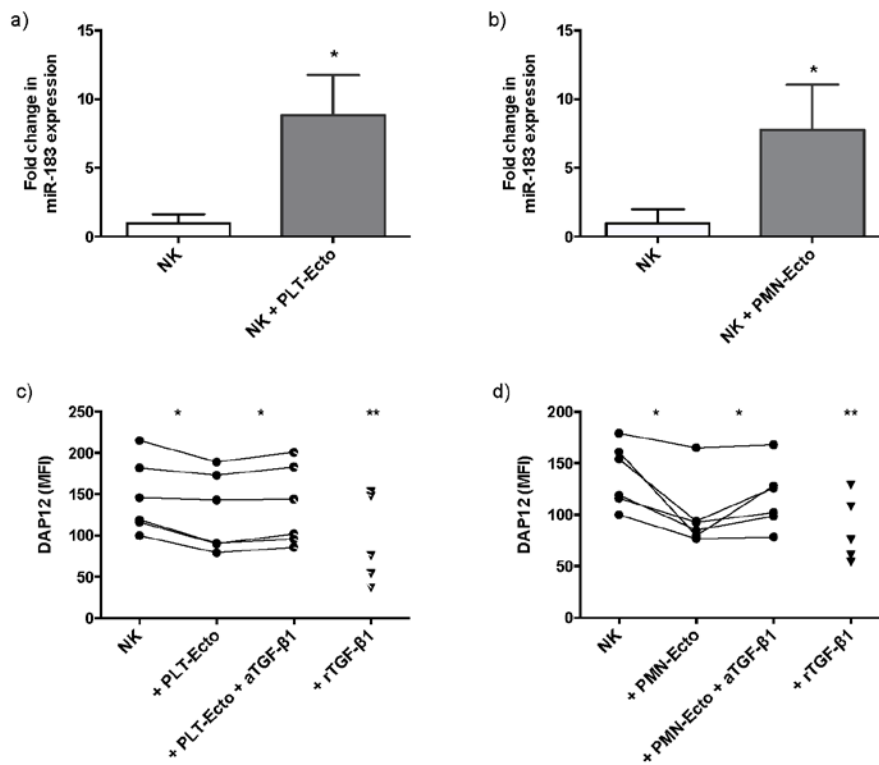 a)
Fold change in
miR-183 expression
15
10
5
0
*
NK
NK + PLT-Ecto
b)
Fold change in
miR-183 expression
15
10
5
0
*
NK
NK + PMN-Ecto
c)
DAP12 (MFI)
250
200
150
100
50
0
*
*
**
NK
+ PLT-Ecto
+ PLT-Ecto + aTGF-β1
+ rTGF-β1
d)
DAP12 (MFI)
200
150
100
50
0
*
*
**
NK
+ PMN-Ecto
+ PMN-Ecto + aTGF-β1
+ rTGF-β1